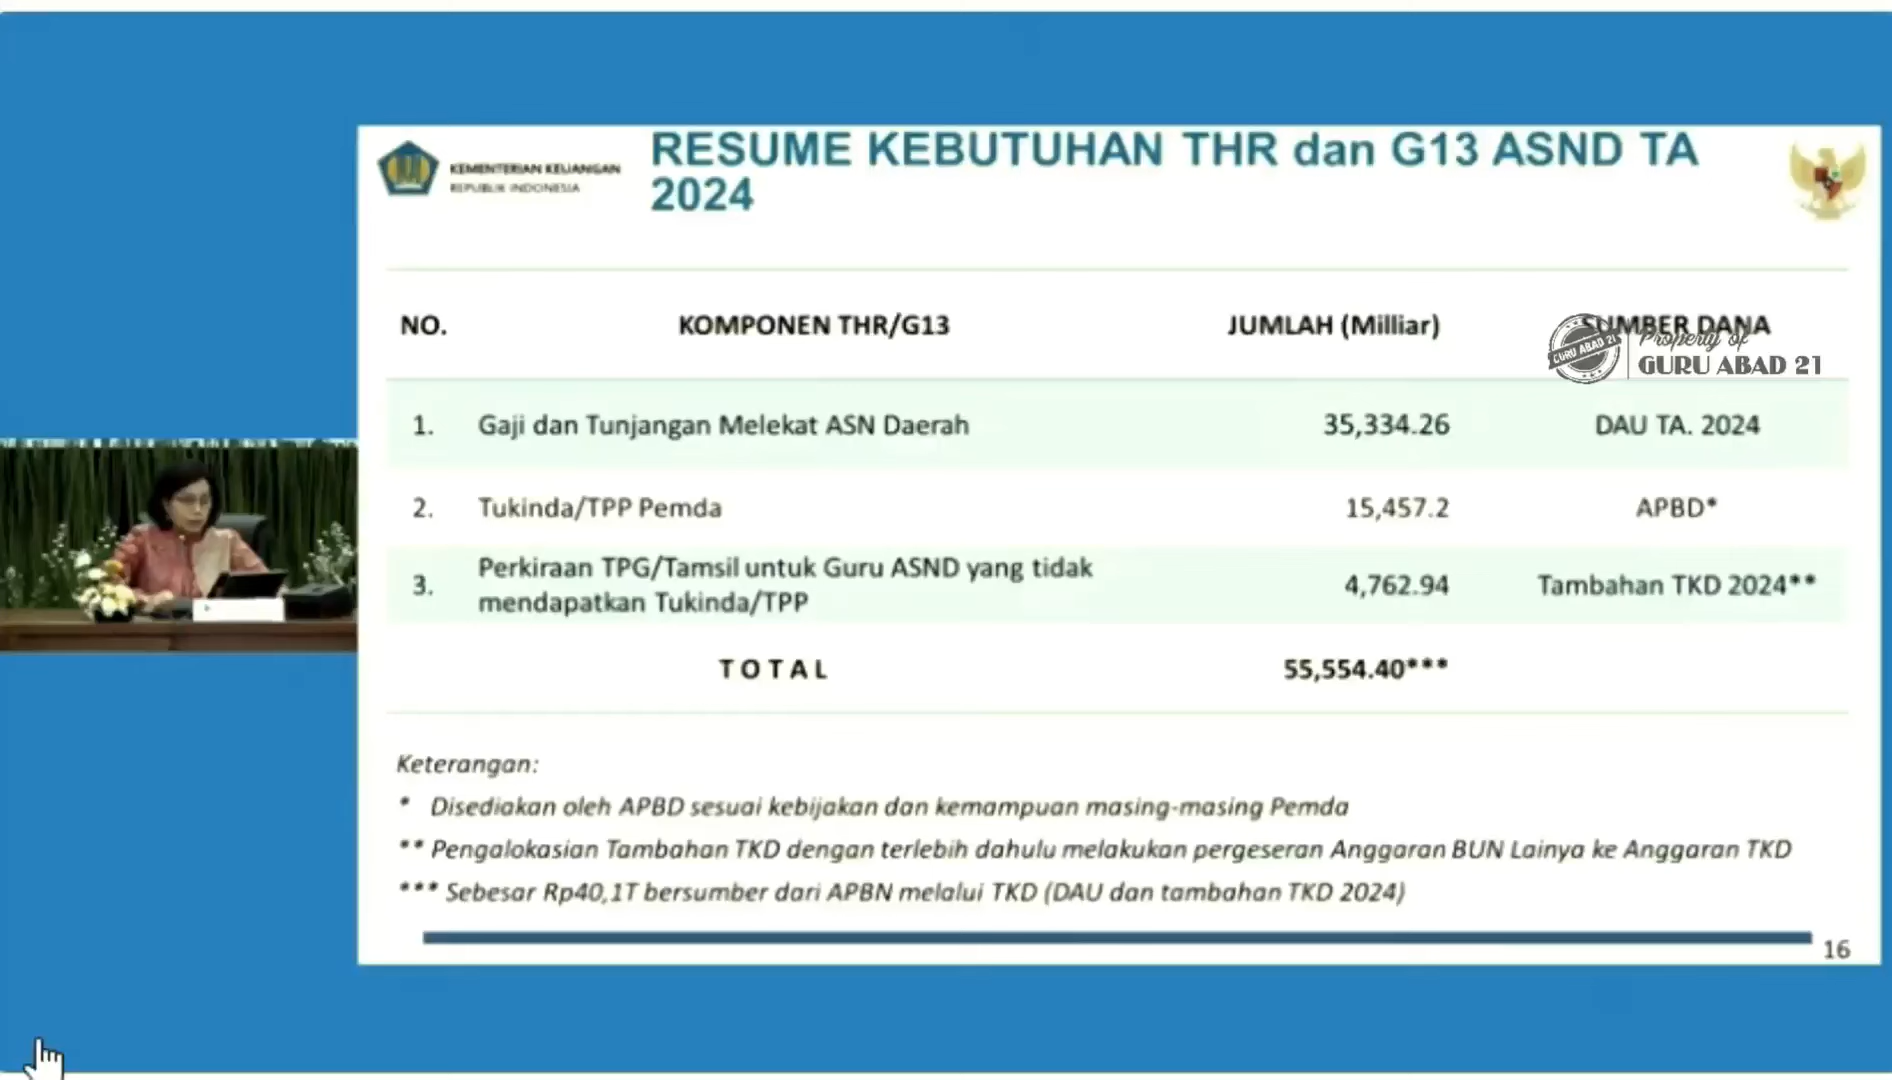 KEMENTERIAN KEUANGAN
REPUBLIK INDONESIA
RESUME KEBUTUHAN THR dan G13 ASND TA
2024
NO. KOMPONEN THR/G13 JUMLAH (Milliar) SUMBER DANA
GURU ABAD 21
Property of
GURU ABAD 21
1. Gaji dan Tunjangan Melekat ASN Daerah 35,334.26 DAU TA. 2024
2. Tukinda/TPP Pemda 15,457.2 APBD*
3. Perkiraan TPG/Tamsil untuk Guru ASND yang tidak
mendapatkan Tukinda/TPP 4,762.94 Tambahan TKD 2024**
TOTAL 55,554.40***
Keterangan:
* Disediakan oleh APBD sesuai kebijakan dan kemampuan masing-masing Pemda
** Pengalokasian Tambahan TKD dengan terlebih dahulu melakukan pergeseran Anggaran BUN Lainya ke Anggaran TKD
*** Sebesar Rp40,1T bersumber dari APBN melalui TKD (DAU dan tambahan TKD 2024)
16